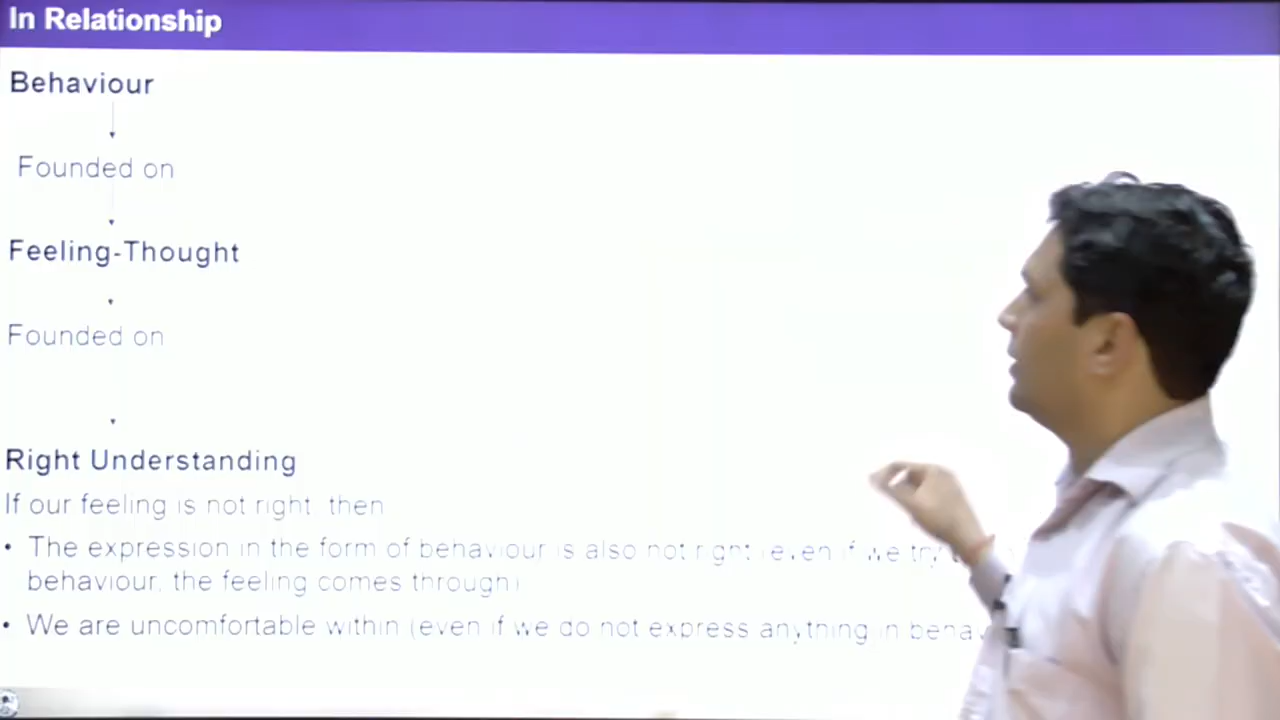 In Relationship
Behaviour
Founded on
Feeling-Thought
Founded on
Right Understanding
If our feeling is not right then
• The expression in the form of behaviour is also not right (even if we try
behaviour, the feeling comes through)
• We are uncomfortable within (even if we do not express anything in